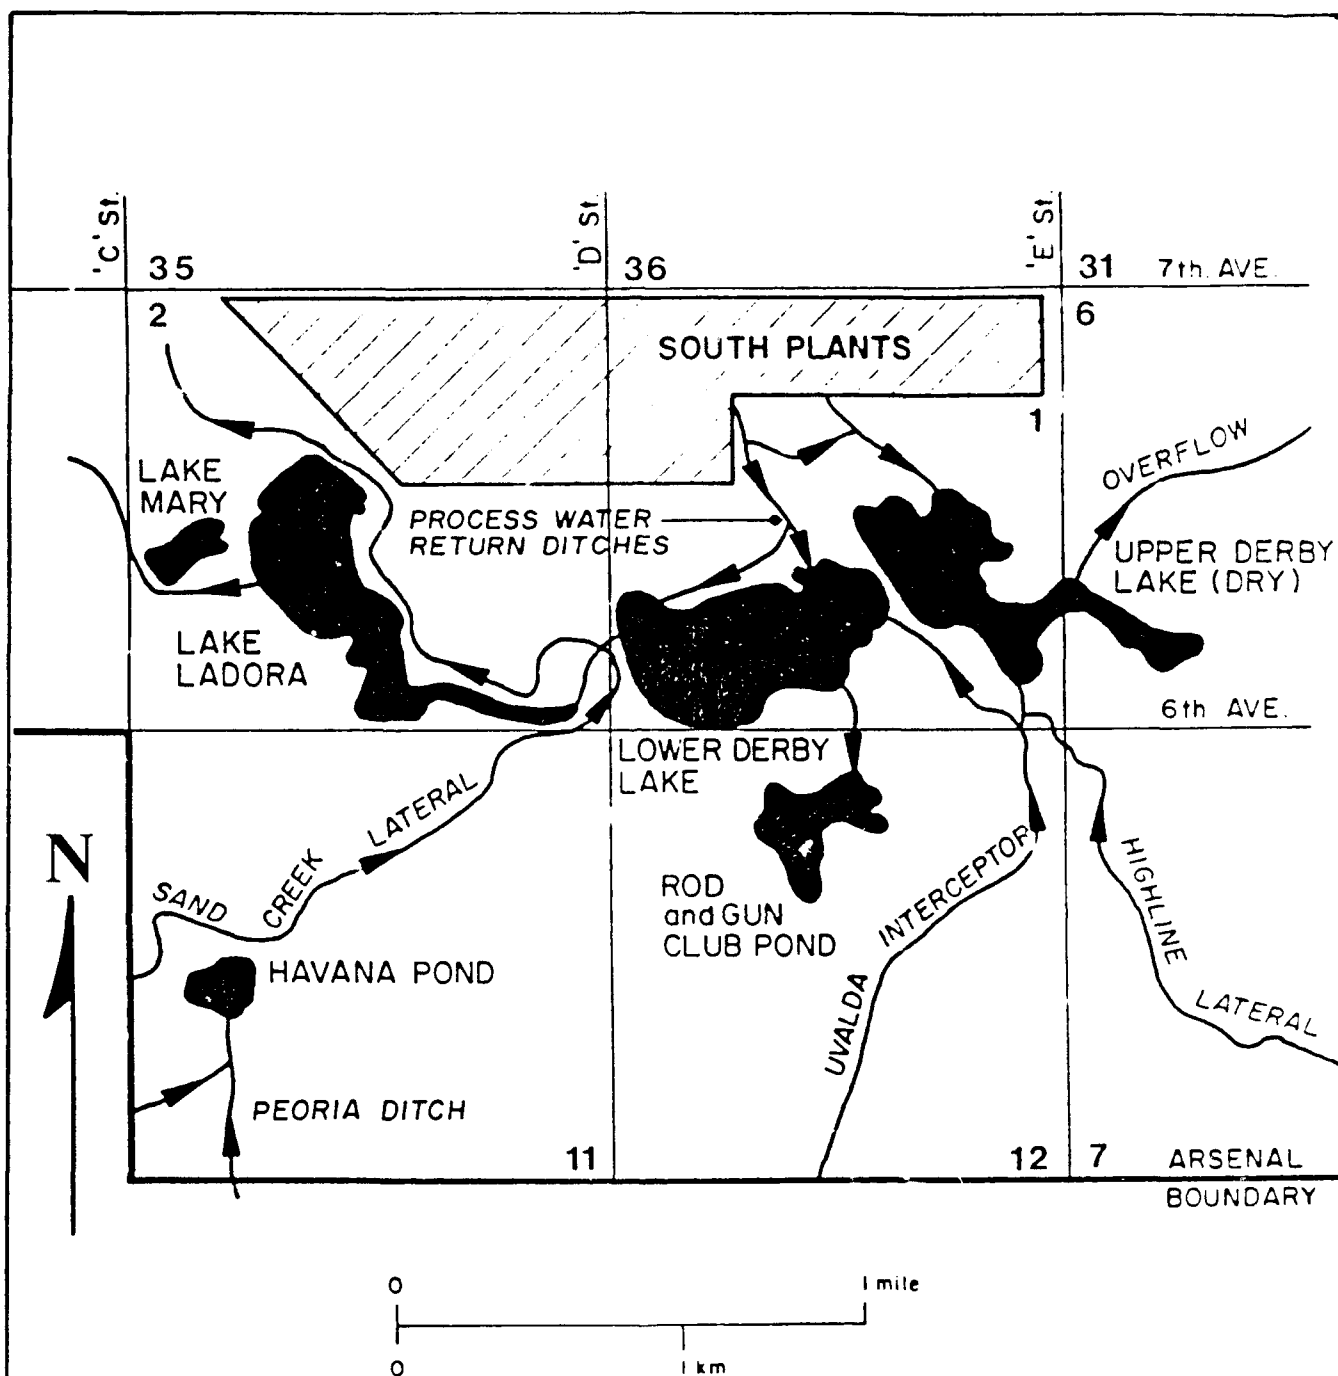 'C' St.
'D' St.
'E' St.
35
36
31
7th. AVE.
2
6
SOUTH PLANTS
1
OVERFLOW
LAKE
MARY
PROCESS WATER
RETURN DITCHES
UPPER DERBY
LAKE (DRY)
LAKE
LADORA
6th AVE.
LOWER DERBY
LAKE
SAND CREEK LATERAL
N
ROD
and GUN
CLUB POND
UVALDA INTERCEPTOR
HIGHLINE LATERAL
HAVANA POND
PEORIA DITCH
11
12
7
ARSENAL
BOUNDARY
0
1 mile
0
1 km